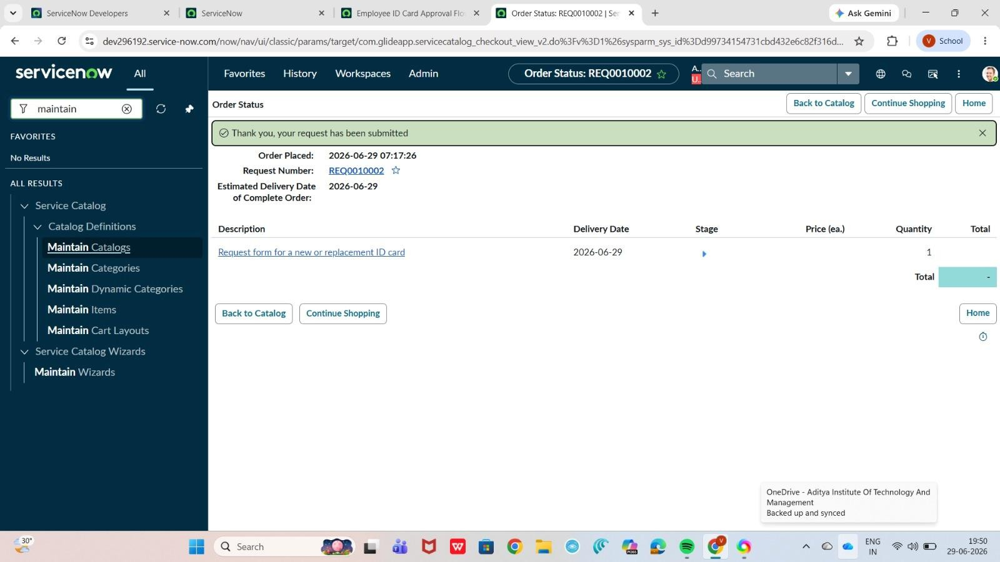 ServiceNow Developers
ServiceNow
Employee ID Card Approval Flo
Order Status: REQ0010002 | Ser
Ask Gemini
dev296192.service-now.com/now/nav/ui/classic/params/target/com.glideapp.servicecatalog_checkout_view_v2.do%3Fv%3D1%26sysparm_sys_id%3Dd99734154731cbd432e6c82f316d...
V School
servicenow
All
Favorites
History
Workspaces
Admin
Order Status: REQ0010002
A..
U..
Search
maintain
FAVORITES
No Results
ALL RESULTS
Service Catalog
Catalog Definitions
Maintain Catalogs
Maintain Categories
Maintain Dynamic Categories
Maintain Items
Maintain Cart Layouts
Service Catalog Wizards
Maintain Wizards
Order Status
Back to Catalog
Continue Shopping
Home
Thank you, your request has been submitted
Order Placed: 2026-06-29 07:17:26
Request Number: REQ0010002
Estimated Delivery Date 2026-06-29
of Complete Order:
Description Delivery Date Stage Price (ea.) Quantity Total
Request form for a new or replacement ID card 2026-06-29 1
Total -
Back to Catalog
Continue Shopping
Home
OneDrive - Aditya Institute Of Technology And
Management
Backed up and synced
30°
Search
M365
V
ENG
IN
19:50
29-06-2026